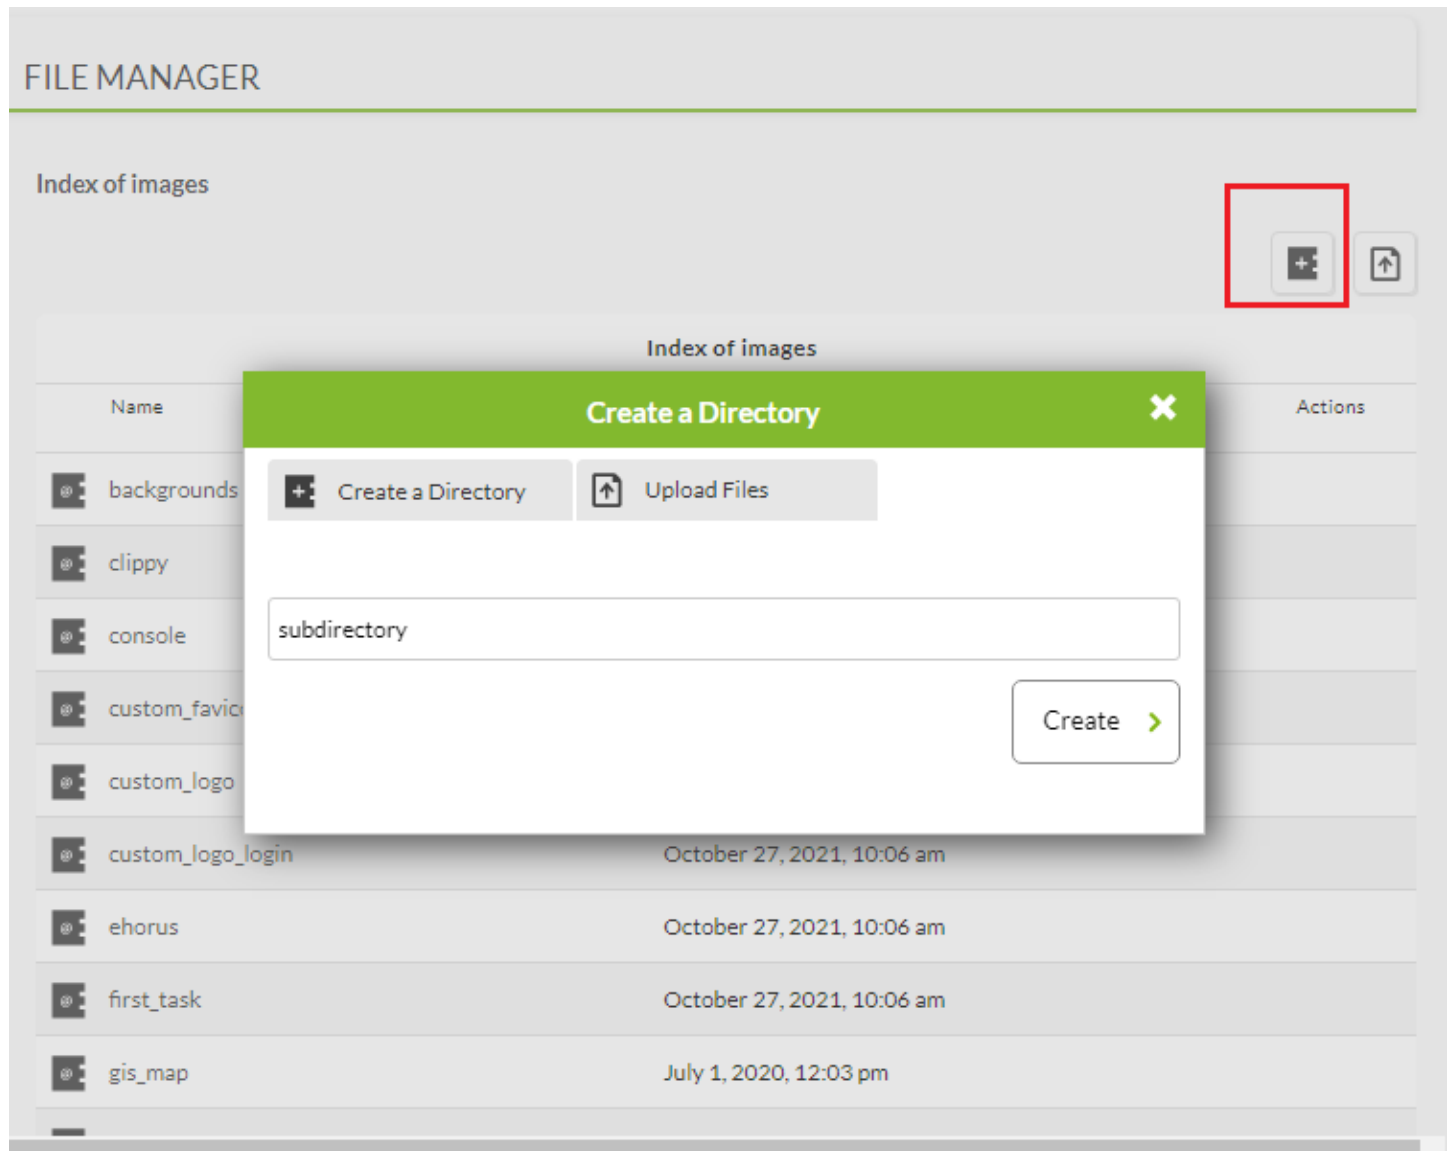 FILE MANAGER
Index of images
Index of images
Name
Actions
Create a Directory
Create a Directory
Upload Files
subdirectory
Create
backgrounds
clippy
console
custom_logo
custom_logo_login October 27, 2021, 10:06 am
ehorus October 27, 2021, 10:06 am
first_task October 27, 2021, 10:06 am
gis_map July 1, 2020, 12:03 pm